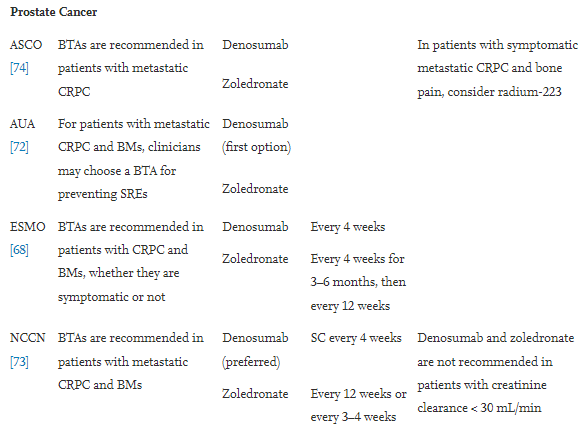 Prostate Cancer
ASCO BTAs are recommended in Denosumab In patients with symptomatic
[74] patients with metastatic metastatic CRPC and bone
CRPC Zoledronate pain, consider radium-223
AUA For patients with metastatic Denosumab
[72] CRPC and BMs, clinicians (first option)
may choose a BTA for
preventing SREs Zoledronate
ESMO BTAs are recommended in Denosumab Every 4 weeks
[68] patients with CRPC and Zoledronate Every 4 weeks for
BMs, whether they are 3–6 months, then
symptomatic or not every 12 weeks
NCCN BTAs are recommended in Denosumab SC every 4 weeks Denosumab and zoledronate
[73] patients with metastatic (preferred) are not recommended in
CRPC and BMs Zoledronate Every 12 weeks or patients with creatinine
every 3–4 weeks clearance < 30 mL/min